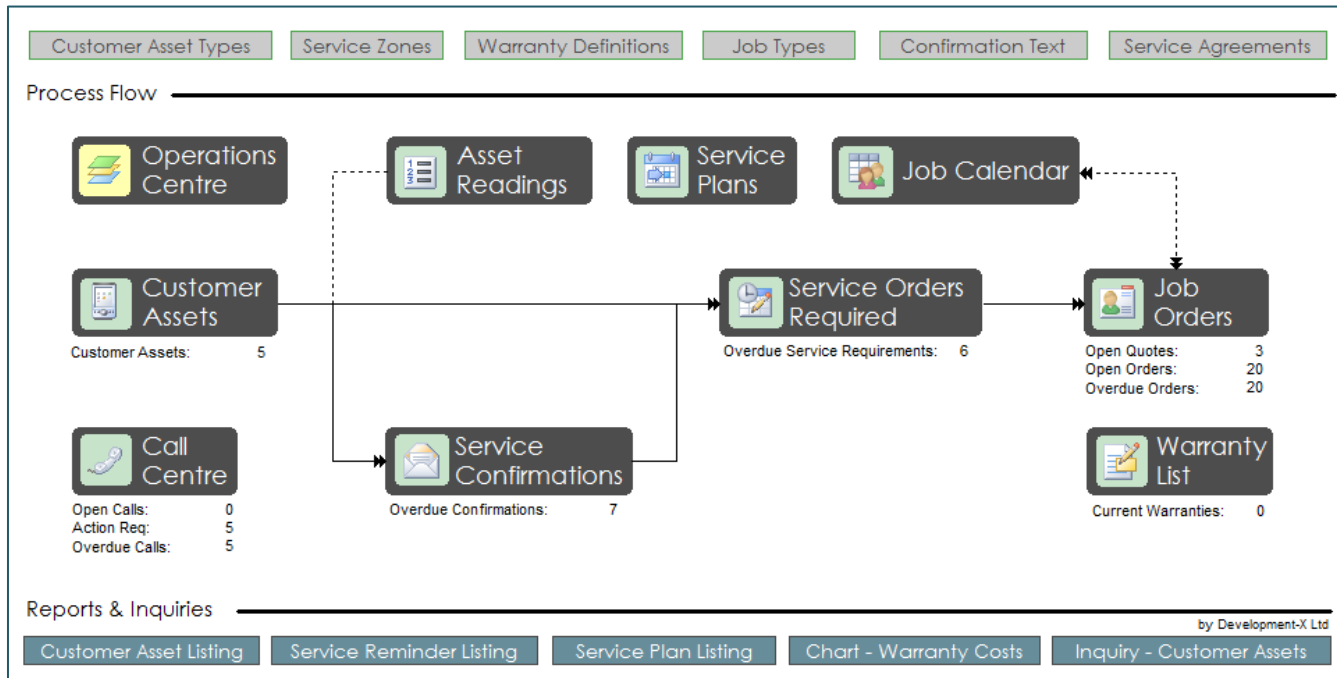 Customer Asset Types
Service Zones
Warranty Definitions
Job Types
Confirmation Text
Service Agreements
Process Flow
Operations
Centre
1
2
3
Asset
Readings
Service
Plans
Job Calendar
Customer
Assets
Customer Assets: 5
Service Orders
Required
Overdue Service Requirements: 6
Job
Orders
Open Quotes: 3
Open Orders: 20
Overdue Orders: 20
Call
Centre
Open Calls: 0
Action Req: 5
Overdue Calls: 5
Service
Confirmations
Overdue Confirmations: 7
Warranty
List
Current Warranties: 0
Reports & Inquiries
by Development-X Ltd
Customer Asset Listing
Service Reminder Listing
Service Plan Listing
Chart - Warranty Costs
Inquiry - Customer Assets